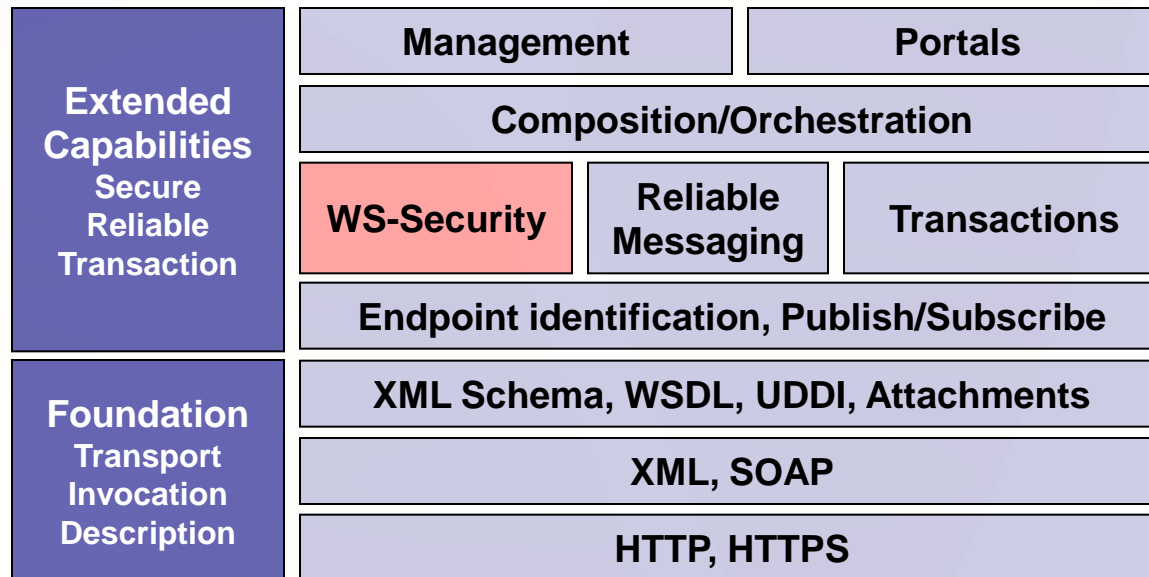 Extended
Capabilities
Secure
Reliable
Transaction
Management
Portals
Composition/Orchestration
WS-Security
Reliable
Messaging
Transactions
Endpoint identification, Publish/Subscribe
Foundation
Transport
Invocation
Description
XML Schema, WSDL, UDDI, Attachments
XML, SOAP
HTTP, HTTPS